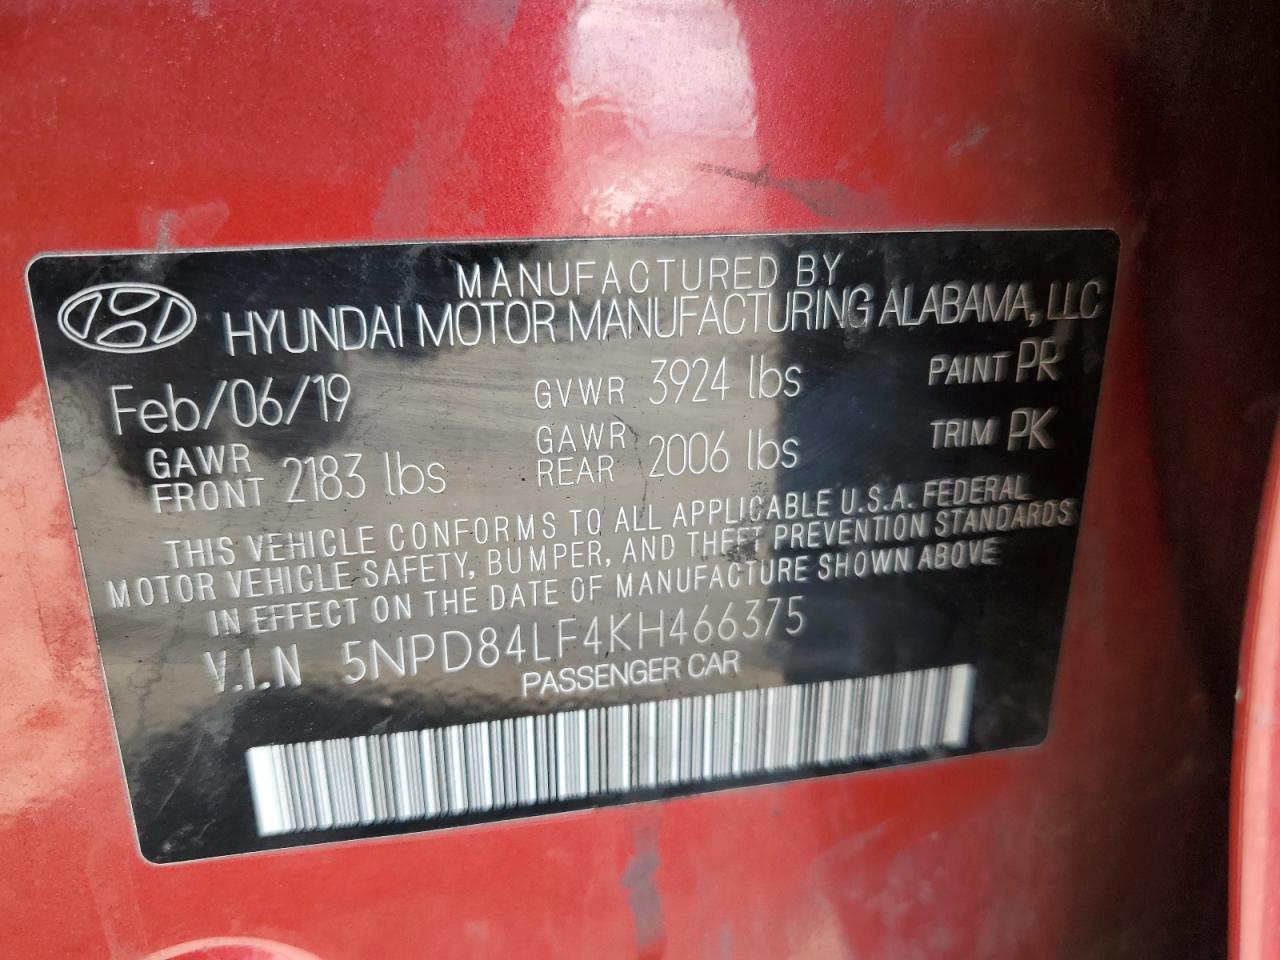 MANUFACTURED BY
HYUNDAI MOTOR MANUFACTURING ALABAMA, LLC
Feb/06/19 GVWR 3924 lbs PAINT PR
GAWR FRONT 2183 lbs GAWR REAR 2006 lbs TRIM PK
THIS VEHICLE CONFORMS TO ALL APPLICABLE U.S.A. FEDERAL
MOTOR VEHICLE SAFETY, BUMPER, AND THEFT PREVENTION STANDARDS
IN EFFECT ON THE DATE OF MANUFACTURE SHOWN ABOVE
V.I.N 5NPD84LF4KH466375
PASSENGER CAR